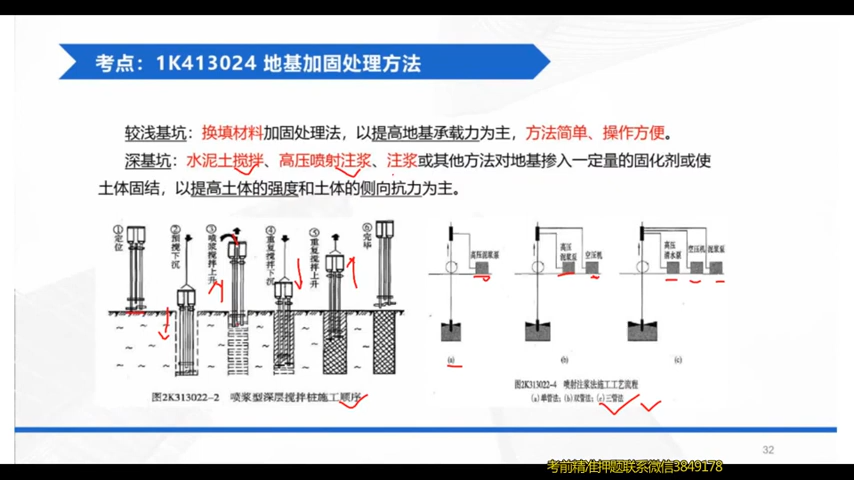 考点：1K413024 地基加固处理方法
较浅基坑：换填材料加固处理法，以提高地基承载力为主，方法简单、操作方便。
深基坑：水泥土搅拌、高压喷射注浆、注浆或其他方法对地基掺入一定量的固化剂或使
土体固结，以提高土体的强度和土体的侧向抗力为主。
①定位
②预搅下沉
③喷浆搅拌上升
④重复搅拌下沉
⑤重复搅拌上升
⑥完毕
图2K313022-2 喷浆型深层搅拌桩施工顺序
高压泥浆泵
高压泥浆泵
空压机
高压清水泵
空压机
泥浆泵
(a)
(b)
(c)
图2K313022-4 喷射注浆法施工工艺流程
(a)单管法；(b)双管法；(c)三管法
32
考前精准押题联系微信3849178